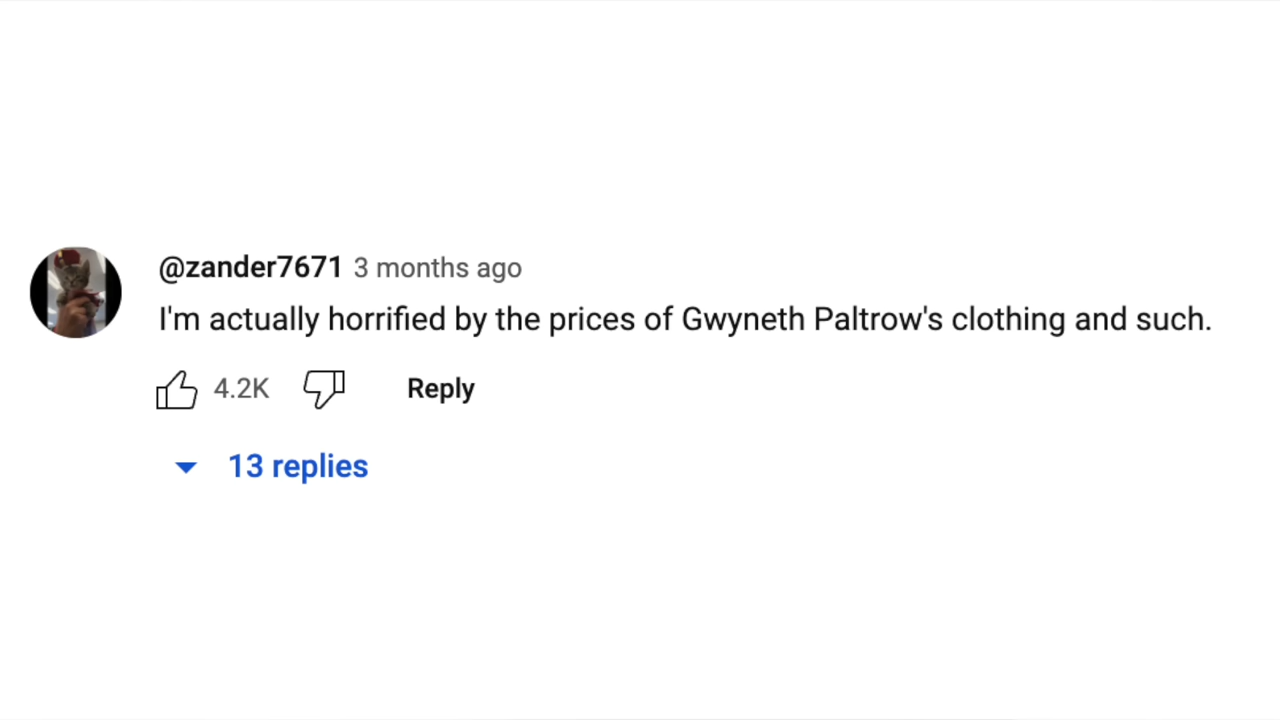 @zander7671 3 months ago
I'm actually horrified by the prices of Gwyneth Paltrow's clothing and such.
4.2K Reply
13 replies